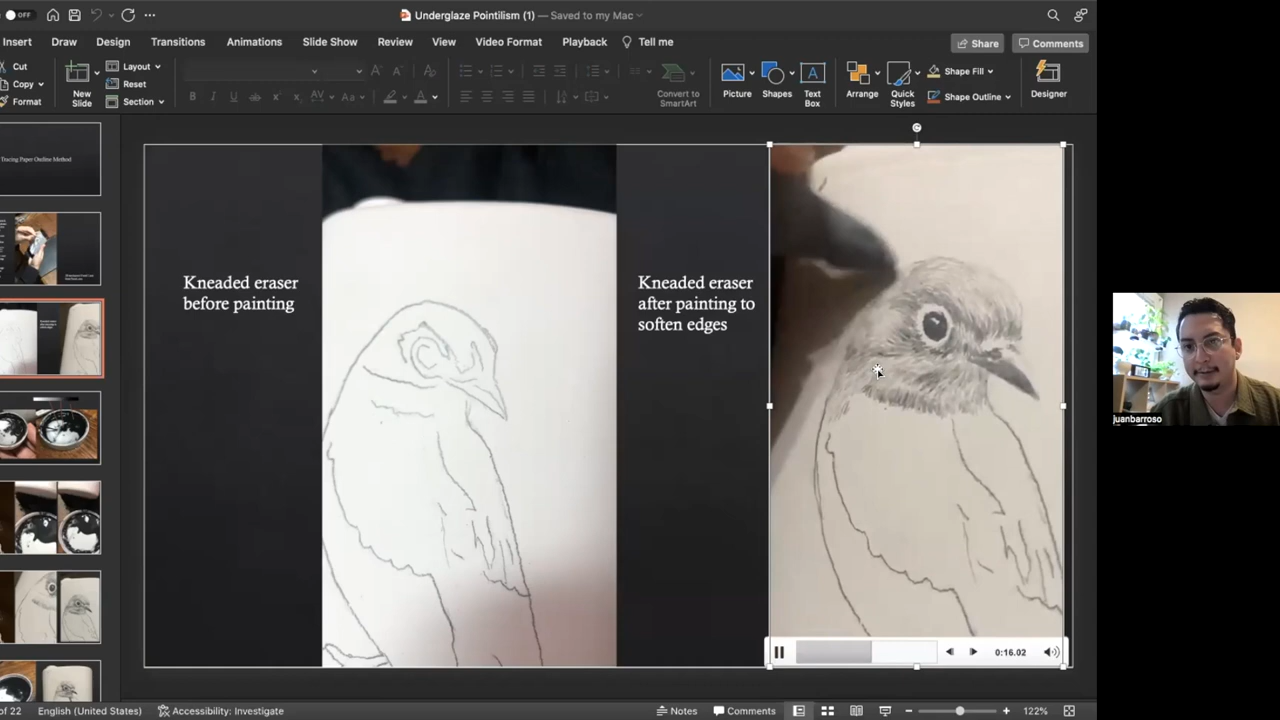 OFF
Underglaze Pointilism (1) — Saved to my Mac
Insert
Draw
Design
Transitions
Animations
Slide Show
Recording
Review
View
Video Format
Playback
Tell me
Share
Comments
Cut
Copy
Format
New
Slide
Layout
Reset
Section
Convert to
SmartArt
Picture
Shapes
Text
Box
Arrange
Quick
Styles
Shape Fill
Shape Outline
Designer
Tracing Paper Outline Method
Kneaded eraser
before painting
Kneaded eraser
after painting to
soften edges
0:16.02
juanbarroso
of 22
English (United States)
Accessibility: Investigate
Notes
Comments
122%